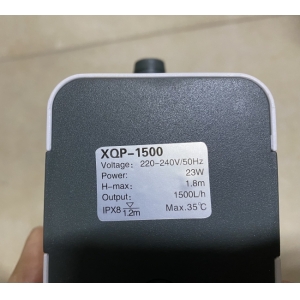 XQP-1500
Voltage: 220-240V/50Hz
Power: 23W
H-max: 1.8m
Output: 1500L/h
IPX8 1.2m Max.35℃